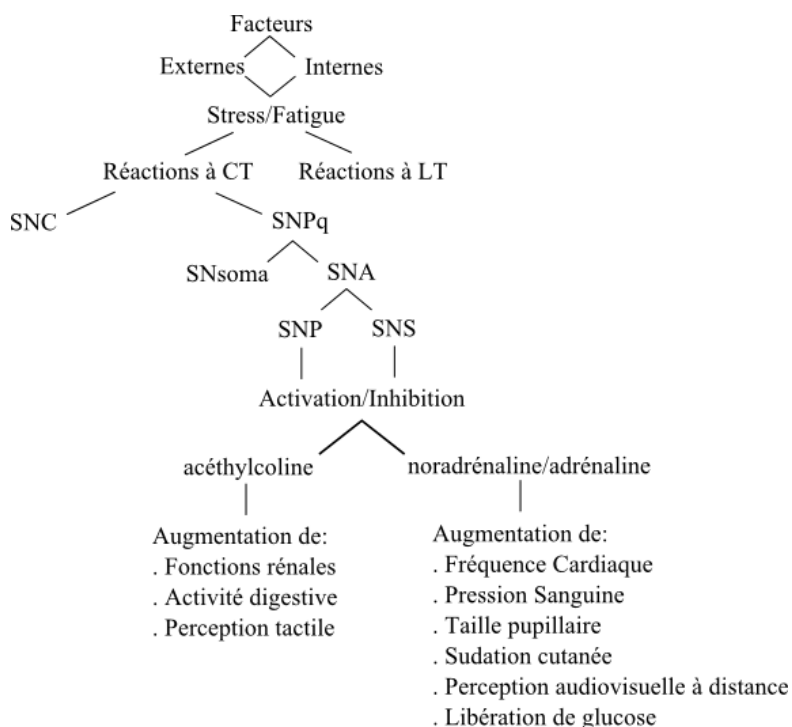 Facteurs
Externes Internes
Stress/Fatigue
Réactions à CT Réactions à LT
SNC SNPq
SNsoma SNA
SNP SNS
Activation/Inhibition
acéthylcoline noradrénaline/adrénaline
Augmentation de:
. Fonctions rénales
. Activité digestive
. Perception tactile
Augmentation de:
. Fréquence Cardiaque
. Pression Sanguine
. Taille pupillaire
. Sudation cutanée
. Perception audiovisuelle à distance
. Libération de glucose